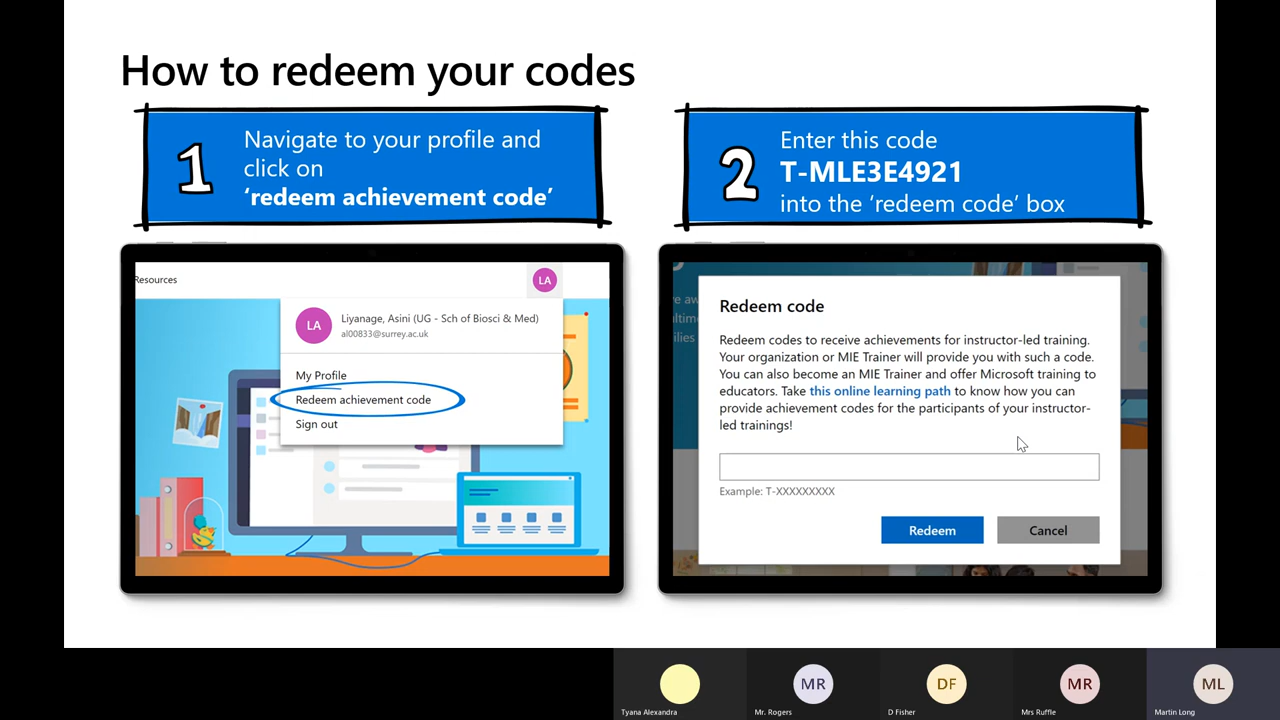 How to redeem your codes
1
Navigate to your profile and
click on
‘redeem achievement code’
2
Enter this code
T-MLE3E4921
into the ‘redeem code’ box
Resources
LA
LA
Liyanage, Asini (UG - Sch of Biosci & Med)
al00833@surrey.ac.uk
My Profile
Redeem achievement code
Sign out
Redeem code
Redeem codes to receive achievements for instructor-led training.
Your organization or MIE Trainer will provide you with such a code.
You can also become an MIE Trainer and offer Microsoft training to
educators. Take this online learning path to know how you can
provide achievement codes for the participants of your instructor-
led trainings!
Example: T-XXXXXXXXX
Redeem
Cancel
MR
DF
MR
ML
Tyana Alexandra
Mr. Rogers
D Fisher
Mrs Ruffle
Martin Long